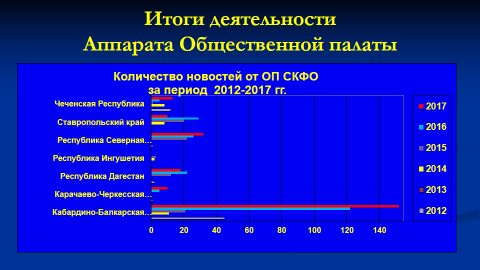 Итоги деятельности
Аппарата Общественной палаты
Количество новостей от ОП СКФО
за период 2012-2017 гг.
Чеченская Республика
Ставропольский край
Республика Северная…
Республика Ингушетия
Республика Дагестан
Карачаево-Черкесская…
Кабардино-Балкарская…
0 20 40 60 80 100 120 140
2017
2016
2015
2014
2013
2012